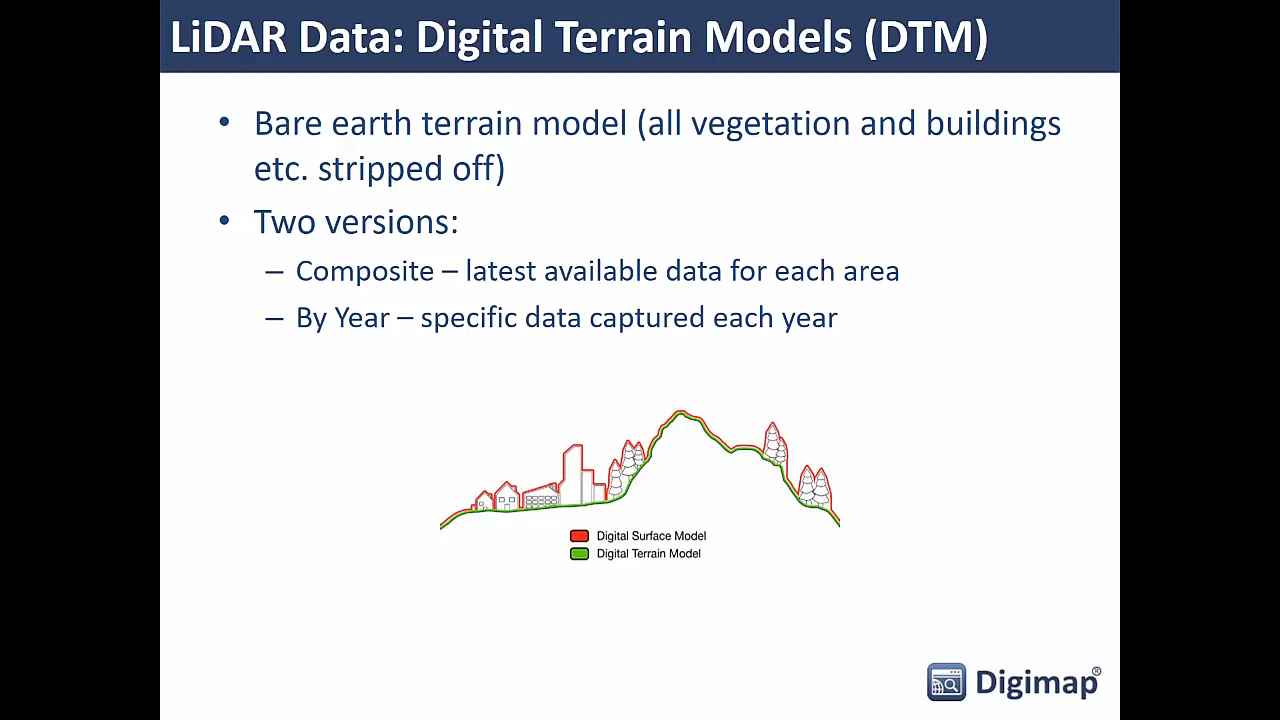 LiDAR Data: Digital Terrain Models (DTM)
• Bare earth terrain model (all vegetation and buildings
etc. stripped off)
• Two versions:
– Composite – latest available data for each area
– By Year – specific data captured each year
Digital Surface Model
Digital Terrain Model
Digimap®